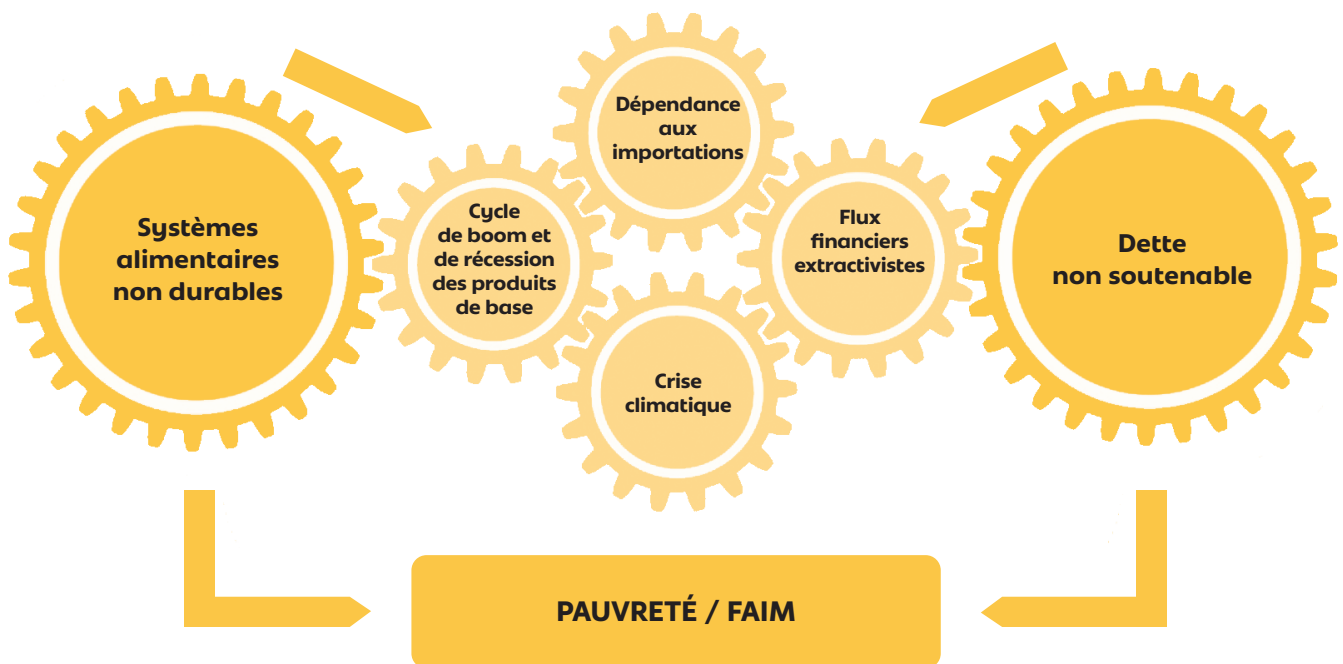 Systèmes
alimentaires
non durables
Cycle
de boom et
de récession
des produits
de base
Dépendance
aux
importations
Crise
climatique
Flux
financiers
extractivistes
Dette
non soutenable
PAUVRETÉ / FAIM